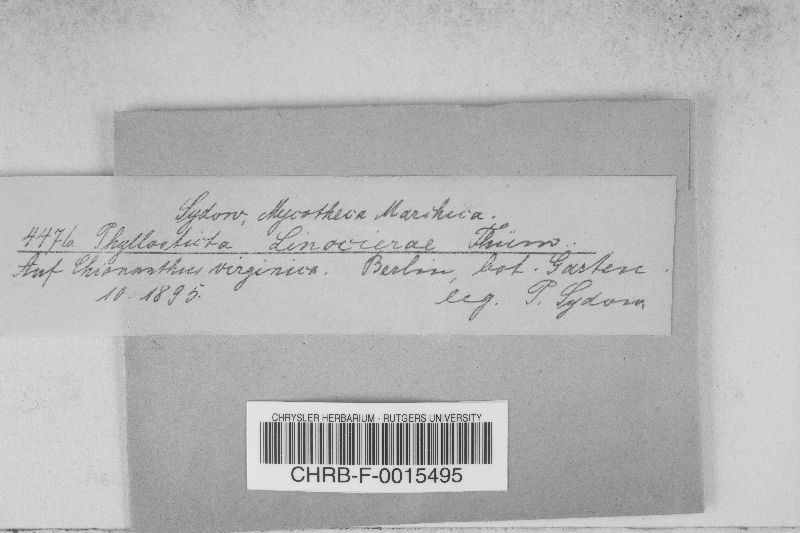 Sydow, Mycotheca Marchica.
4476. Phyllosticta Linocierae Thüm.
Auf Chionanthus virginica. Berlin, bot. Garten.
10. 1895. leg. P. Sydow
CHRYSLER HERBARIUM - RUTGERS UNIVERSITY
CHRB-F-0015495